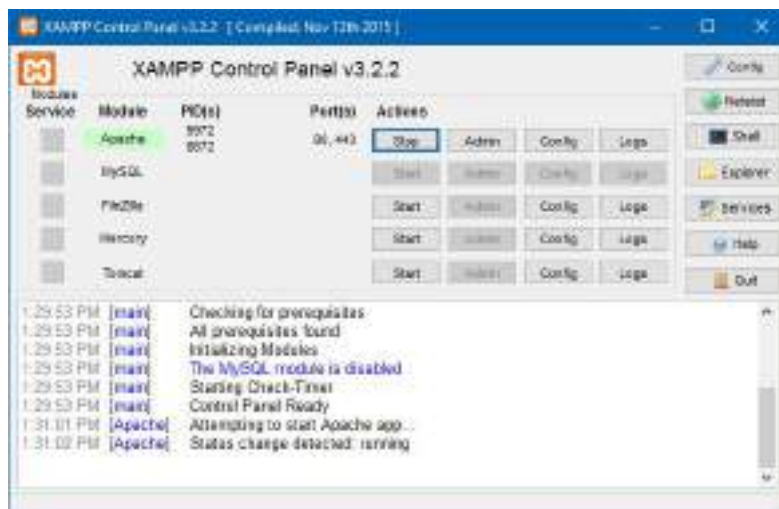 XAMPP Control Panel v3.2.2 [ Compiled: Nov 12th 2015 ]
XAMPP Control Panel v3.2.2
Config
Modules
Service Module PID(s) Port(s) Actions
Netstat
Apache 9972 80, 443 Stop Admin Config Logs
Shell
MySQL Start Admin Config Logs
Explorer
FileZilla Start Admin Config Logs
Services
Mercury Start Admin Config Logs
Help
Tomcat Start Admin Config Logs
Quit
1:29:53 PM [main] Checking for prerequisites
1:29:53 PM [main] All prerequisites found
1:29:53 PM [main] Initializing Modules
1:29:53 PM [main] The MySQL module is disabled
1:29:53 PM [main] Starting Check-Timer
1:29:53 PM [main] Control Panel Ready
1:31:01 PM [Apache] Attempting to start Apache app...
1:31:02 PM [Apache] Status change detected: running